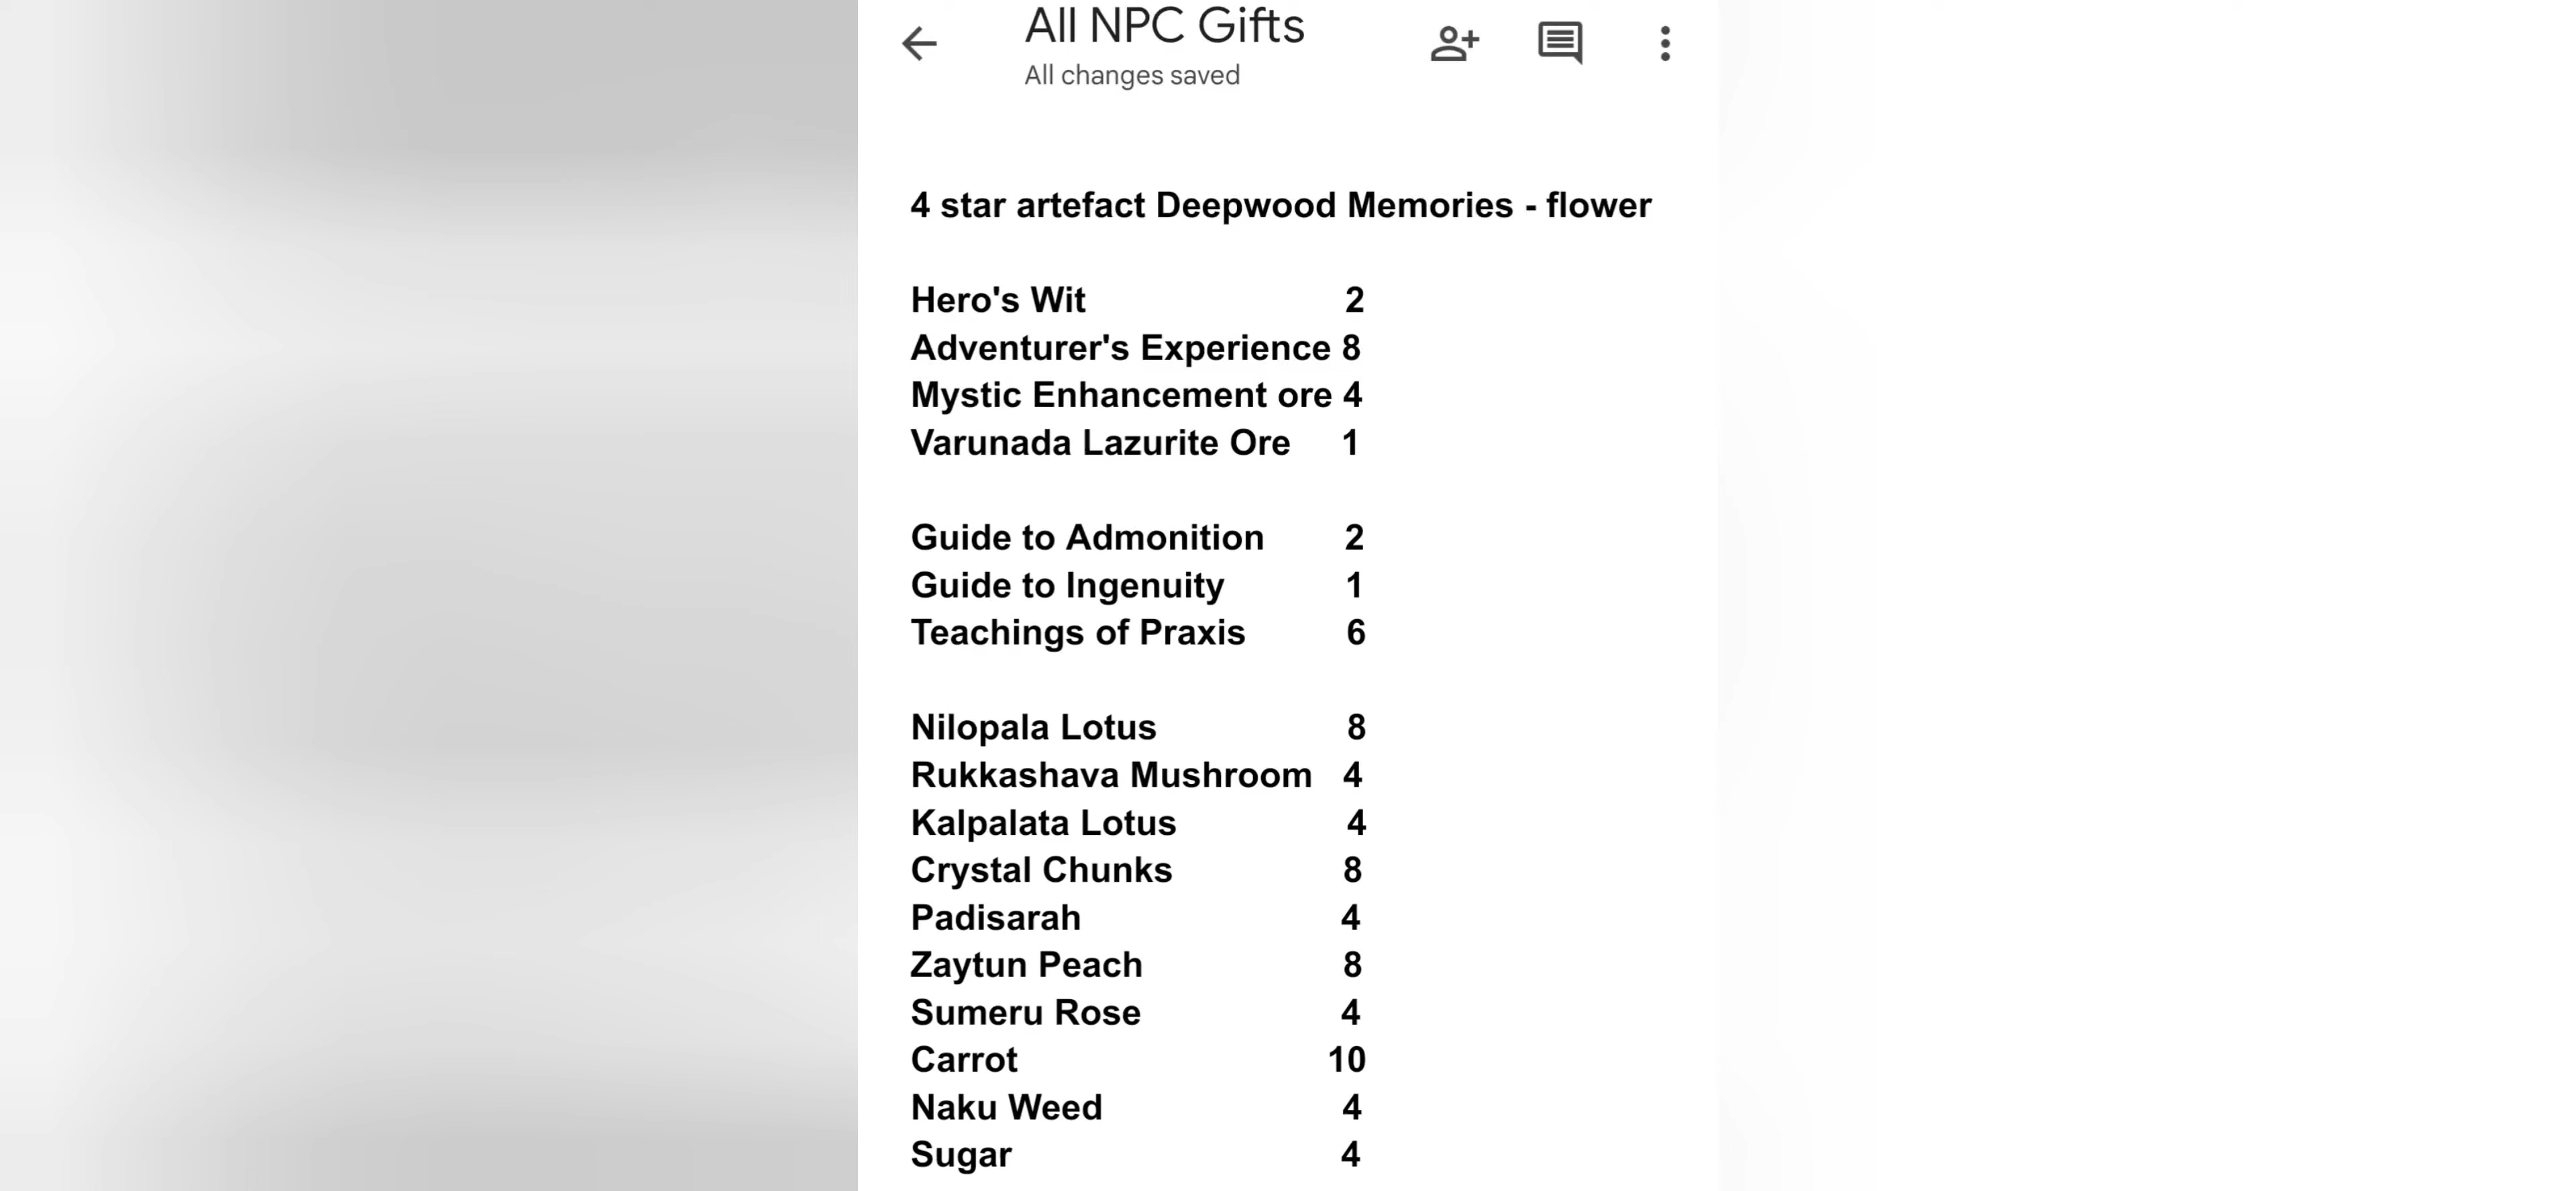 All NPC Gifts
All changes saved
4 star artefact Deepwood Memories - flower
Hero's Wit 2
Adventurer's Experience 8
Mystic Enhancement ore 4
Varunada Lazurite Ore 1
Guide to Admonition 2
Guide to Ingenuity 1
Teachings of Praxis 6
Nilopala Lotus 8
Rukkashava Mushroom 4
Kalpalata Lotus 4
Crystal Chunks 8
Padisarah 4
Zaytun Peach 8
Sumeru Rose 4
Carrot 10
Naku Weed 4
Sugar 4